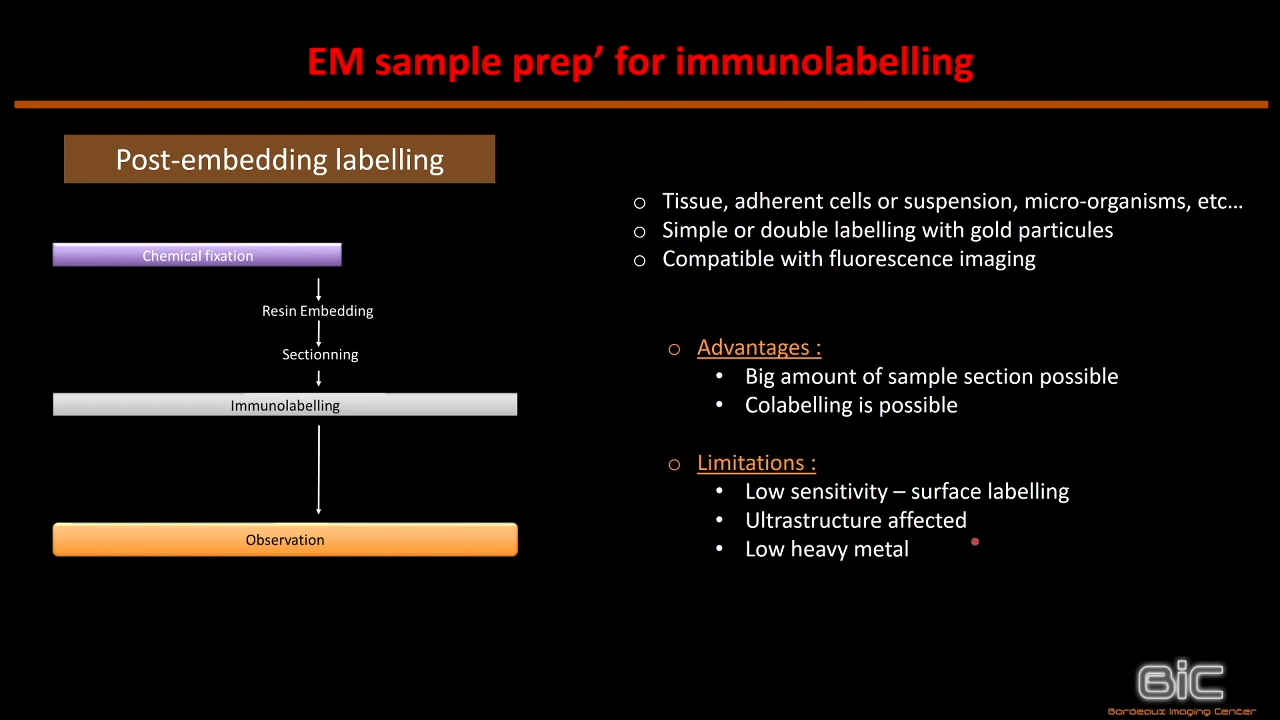 EM sample prep’ for immunolabelling
Post-embedding labelling
Chemical fixation
Resin Embedding
Sectionning
Immunolabelling
Observation
o Tissue, adherent cells or suspension, micro-organisms, etc…
o Simple or double labelling with gold particules
o Compatible with fluorescence imaging
o Advantages :
• Big amount of sample section possible
• Colabelling is possible
o Limitations :
• Low sensitivity – surface labelling
• Ultrastructure affected
• Low heavy metal
BiC
Bordeaux Imaging Center